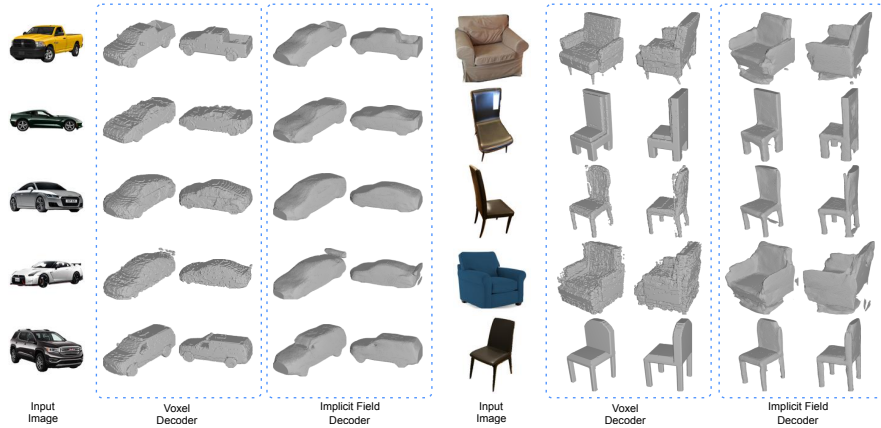 Input
Image
Voxel
Decoder
Implicit Field
Decoder
Input
Image
Voxel
Decoder
Implicit Field
Decoder